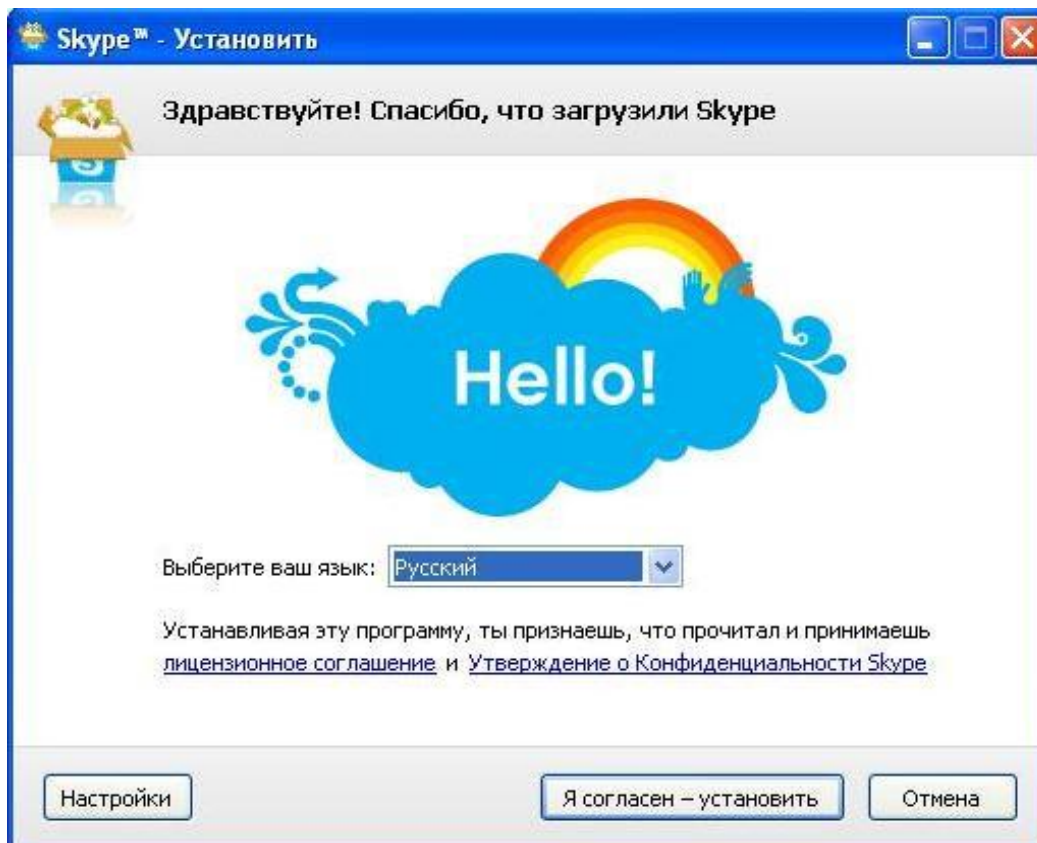 Skype™ - Установить
Здравствуйте! Спасибо, что загрузили Skype
Hello!
Выберите ваш язык: Русский
Устанавливая эту программу, ты признаешь, что прочитал и принимаешь
лицензионное соглашение и Утверждение о Конфиденциальности Skype
Настройки Я согласен – установить Отмена